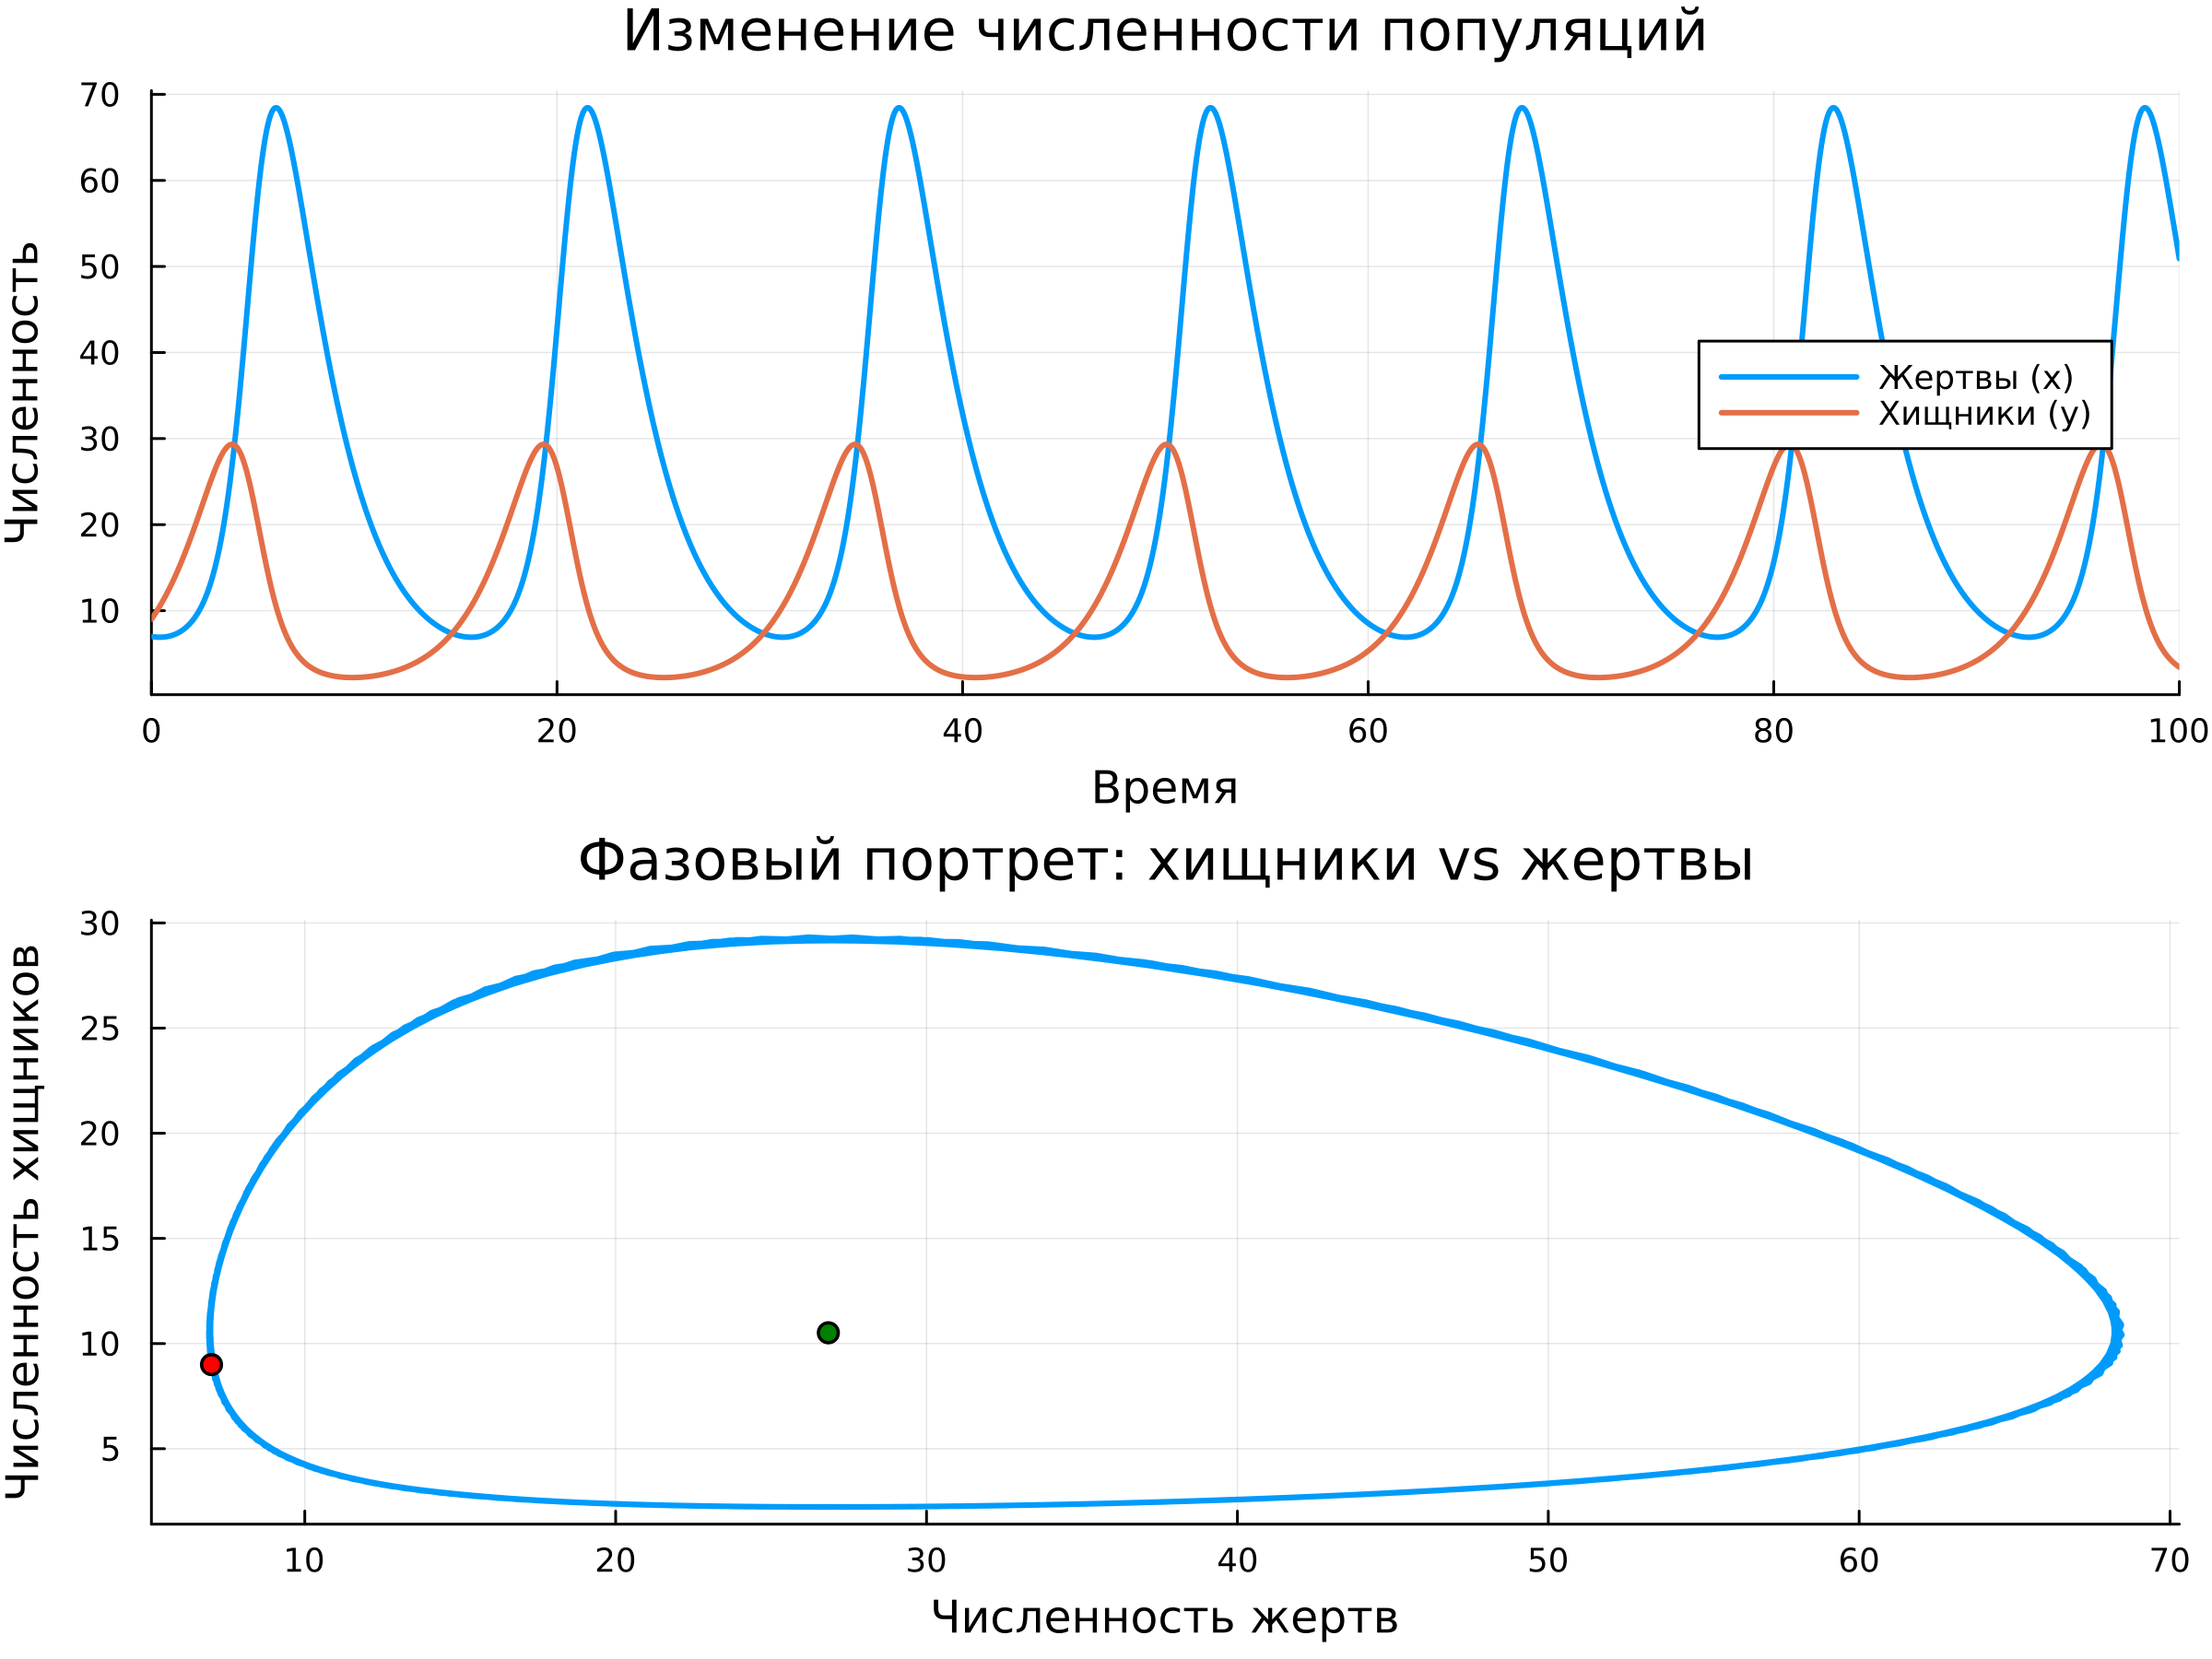 Изменение численности популяций
Численность
70
60
50
40
30
20
10
Жертвы (x)
Хищники (y)
0 20 40 60 80 100
Время
Фазовый портрет: хищники vs жертвы
Численность хищников
30
25
20
15
10
5
10 20 30 40 50 60 70
Численность жертв